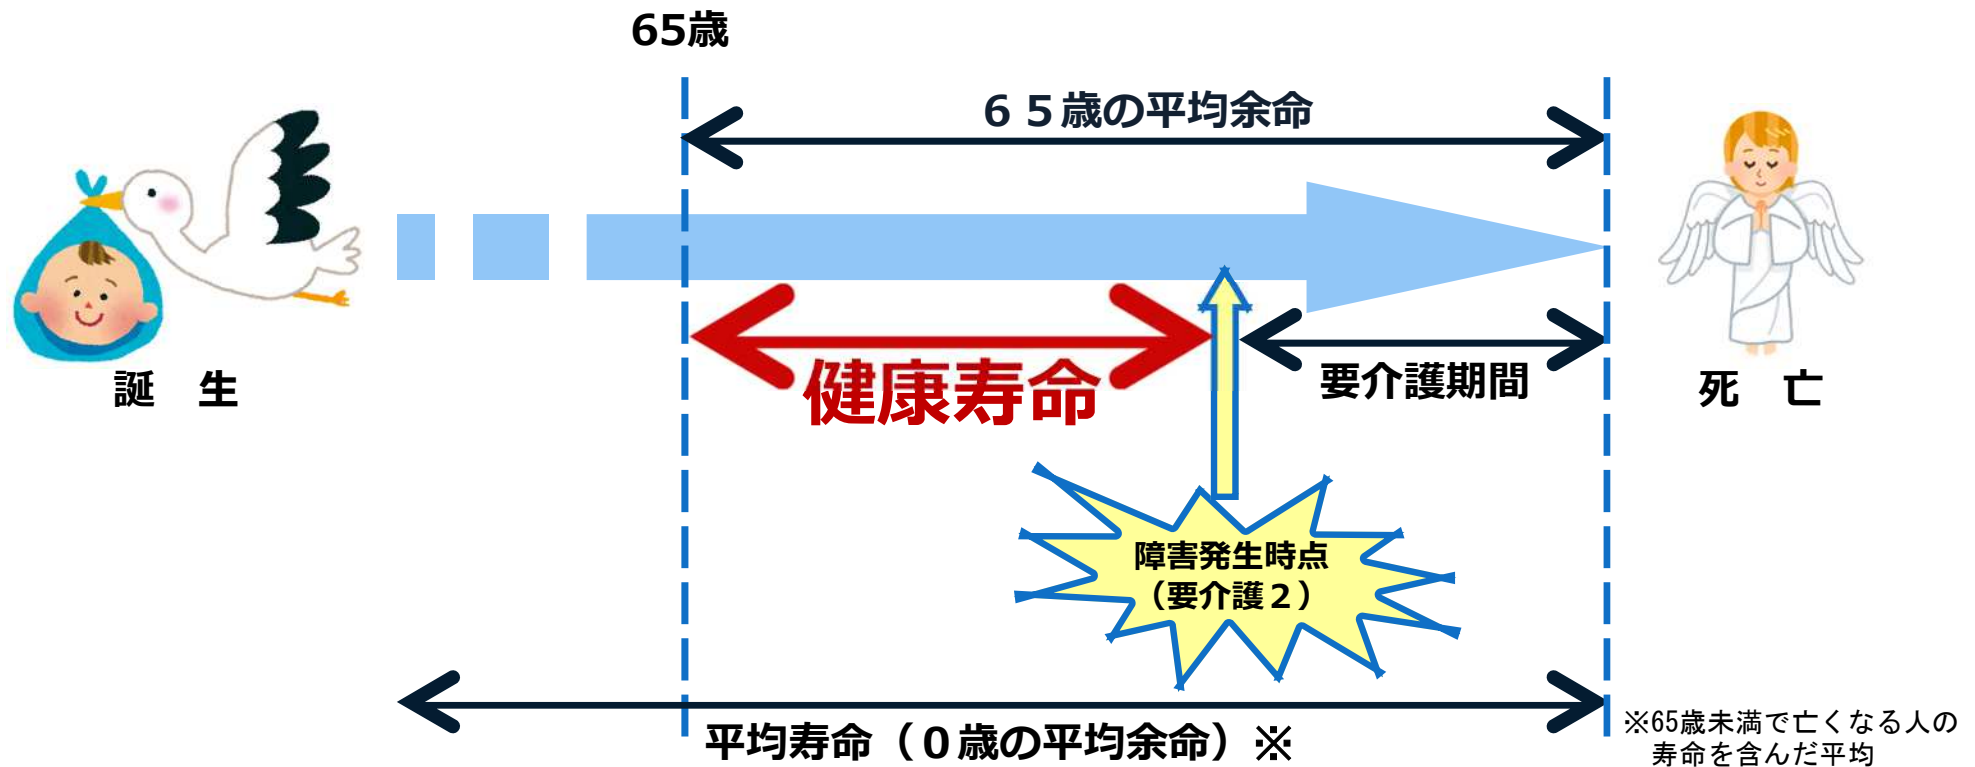 65歳
６５歳の平均余命
誕　生
健康寿命
要介護期間
死　亡
障害発生時点
（要介護２）
平均寿命（０歳の平均余命）※
※65歳未満で亡くなる人の
寿命を含んだ平均